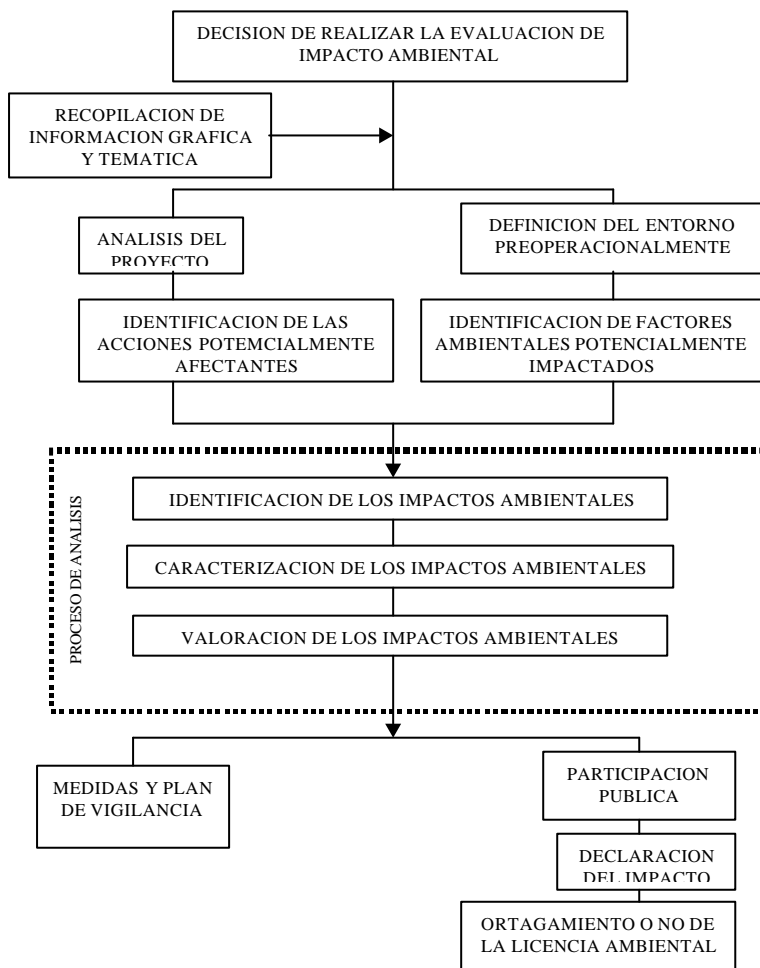 DECISION DE REALIZAR LA EVALUACION DE
IMPACTO AMBIENTAL
RECOPILACION DE
INFORMACION GRAFICA
Y TEMATICA
ANALISIS DEL
PROYECTO
DEFINICION DEL ENTORNO
PREOPERACIONALMENTE
IDENTIFICACION DE LAS
ACCIONES POTEMCIALMENTE
AFECTANTES
IDENTIFICACION DE FACTORES
AMBIENTALES POTENCIALMENTE
IMPACTADOS
PROCESO DE ANALISIS
IDENTIFICACION DE LOS IMPACTOS AMBIENTALES
CARACTERIZACION DE LOS IMPACTOS AMBIENTALES
VALORACION DE LOS IMPACTOS AMBIENTALES
MEDIDAS Y PLAN
DE VIGILANCIA
PARTICIPACION
PUBLICA
DECLARACION
DEL IMPACTO
ORTAGAMIENTO O NO DE
LA LICENCIA AMBIENTAL